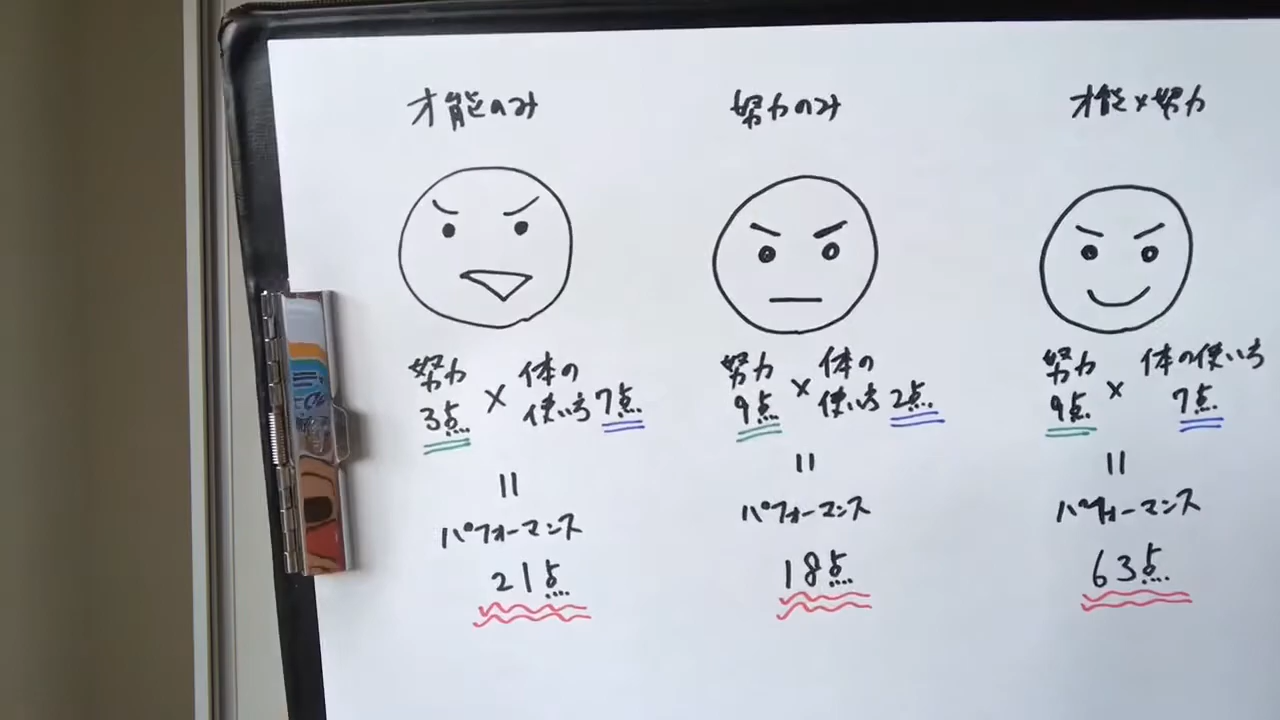 才能のみ
努力
3点
×
体の
使い方 7点
=
パフォーマンス
21点
努力のみ
努力
9点
×
体の
使い方 2点
=
パフォーマンス
18点
才能×努力
努力
9点
×
体の使い方
7点
=
パフォーマンス
63点